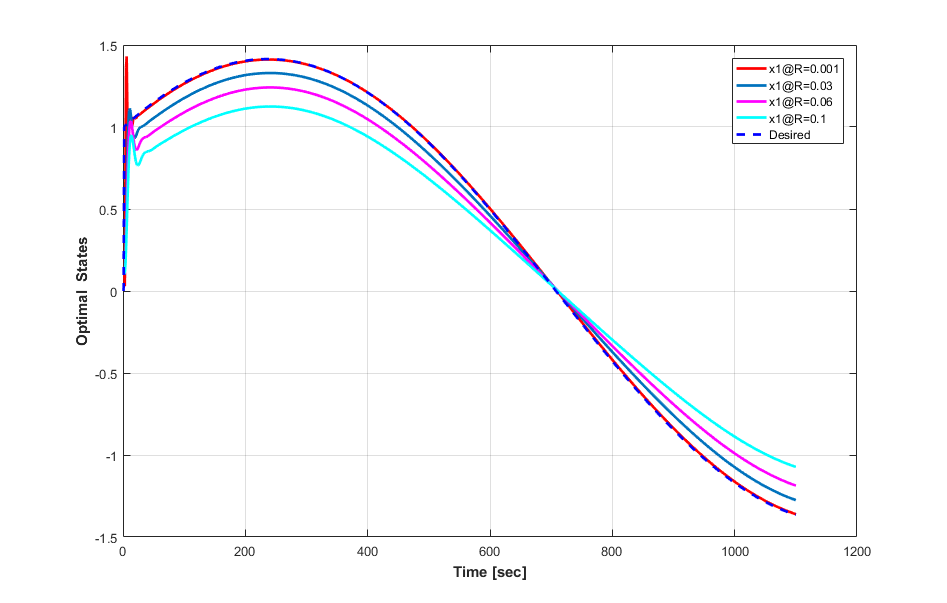 1.5
1
0.5
0
-0.5
-1
-1.5
Optimal States
0 200 400 600 800 1000 1200
Time [sec]
x1@R=0.001
x1@R=0.03
x1@R=0.06
x1@R=0.1
Desired